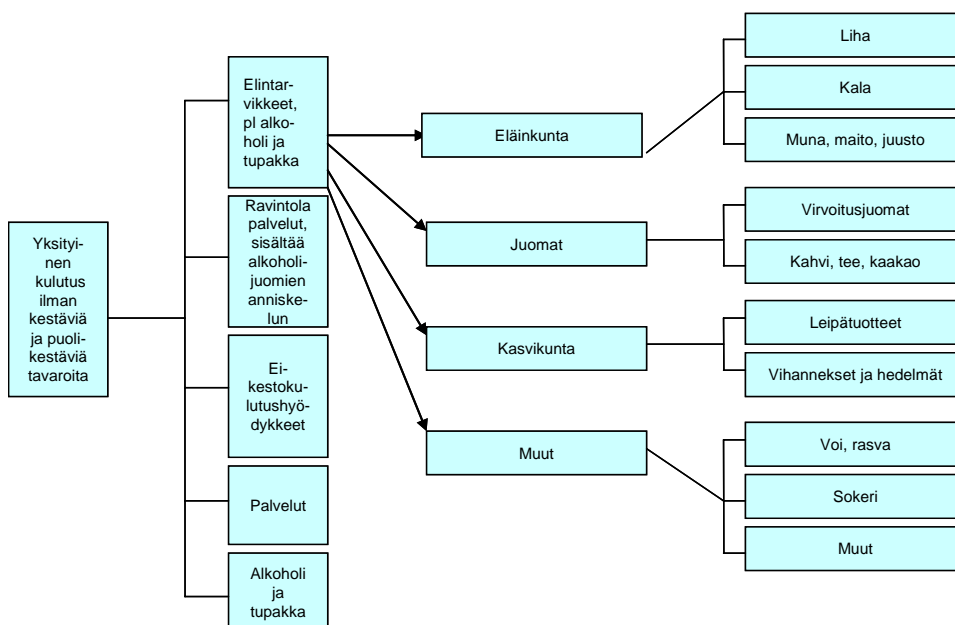 Yksityi-
nen
kulutus
ilman
kestäviä
ja puoli-
kestäviä
tavaroita
Elintar-
vikkeet,
pl alko-
holi ja
tupakka
Ravintola
palvelut,
sisältää
alkoholi-
juomien
anniske-
lun
Ei-
kestoku-
lutushyö-
dykkeet
Palvelut
Alkoholi
ja
tupakka
Eläinkunta
Juomat
Kasvikunta
Muut
Liha
Kala
Muna, maito, juusto
Virvoitusjuomat
Kahvi, tee, kaakao
Leipätuotteet
Vihannekset ja hedelmät
Voi, rasva
Sokeri
Muut